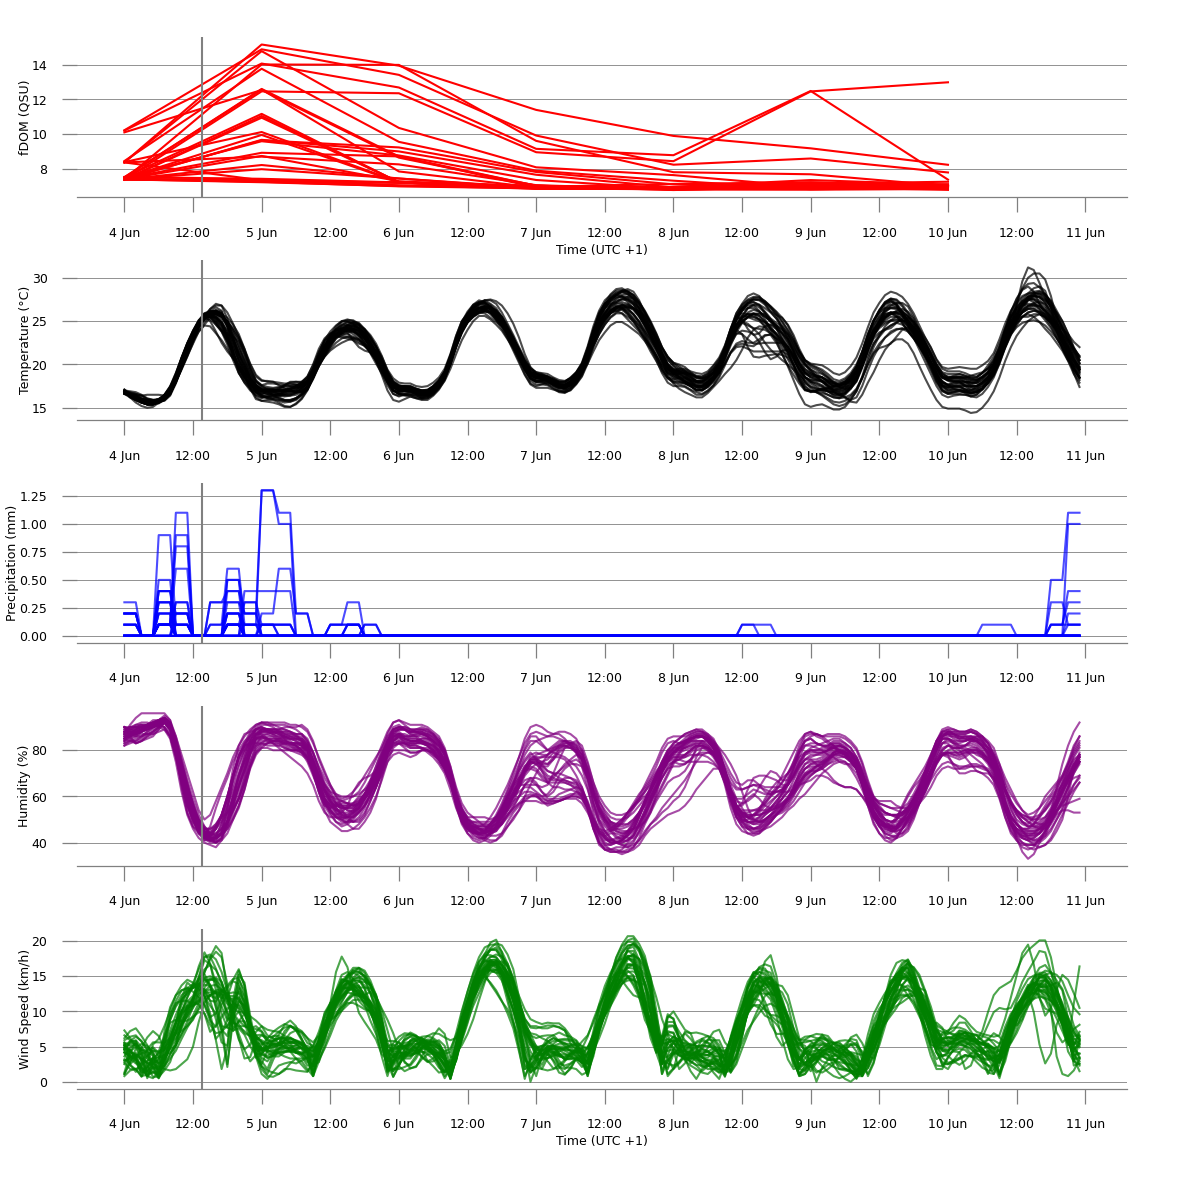 fDOM (QSU)
14
12
10
8
4 Jun 12:00 5 Jun 12:00 6 Jun 12:00 7 Jun 12:00 8 Jun 12:00 9 Jun 12:00 10 Jun 12:00 11 Jun
Time (UTC +1)
Temperature (°C)
30
25
20
15
4 Jun 12:00 5 Jun 12:00 6 Jun 12:00 7 Jun 12:00 8 Jun 12:00 9 Jun 12:00 10 Jun 12:00 11 Jun
Precipitation (mm)
1.25
1.00
0.75
0.50
0.25
0.00
4 Jun 12:00 5 Jun 12:00 6 Jun 12:00 7 Jun 12:00 8 Jun 12:00 9 Jun 12:00 10 Jun 12:00 11 Jun
Humidity (%)
80
60
40
4 Jun 12:00 5 Jun 12:00 6 Jun 12:00 7 Jun 12:00 8 Jun 12:00 9 Jun 12:00 10 Jun 12:00 11 Jun
Wind Speed (km/h)
20
15
10
5
0
4 Jun 12:00 5 Jun 12:00 6 Jun 12:00 7 Jun 12:00 8 Jun 12:00 9 Jun 12:00 10 Jun 12:00 11 Jun
Time (UTC +1)